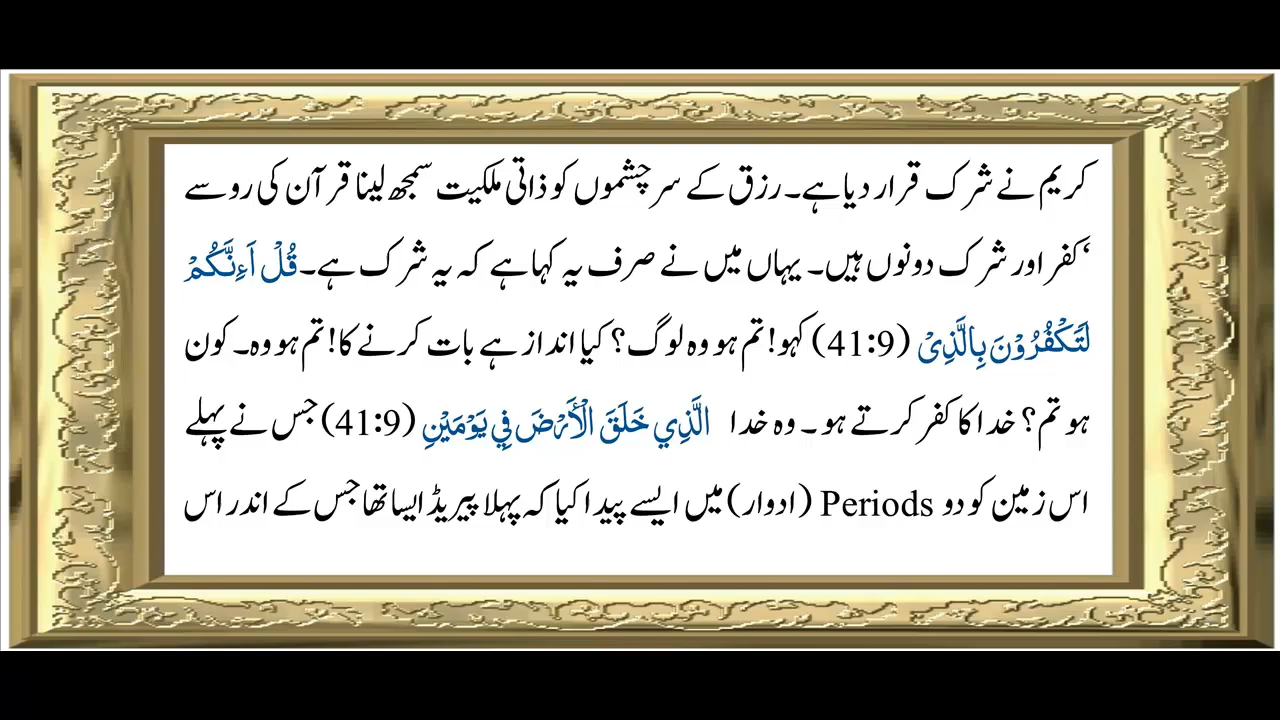 کریم نے شرک قرار دیا ہے۔ رزق کے سرچشموں کو ذاتی ملکیت سمجھ لینا قرآن کی رو سے
‘کفر اور شرک دونوں ہیں۔ یہاں میں نے صرف یہ کہا ہے کہ یہ شرک ہے۔ قُلْ اَءِنَّکُمْ
لَتَکْفُرُوْنَ بِالَّذِیْ (41:9) کہو! تم ہو وہ لوگ؟ کیا انداز ہے بات کرنے کا! تم ہو وہ۔ کون
ہو تم؟ خدا کا کفر کرتے ہو۔ وہ خدا الَّذِي خَلَقَ الْأَرْضَ فِي يَوْمَيْنِ (41:9) جس نے پہلے
اس زمین کو دو Periods (ادوار) میں ایسے پیدا کیا کہ پہلا پیریڈ ایسا تھا جس کے اندر اس